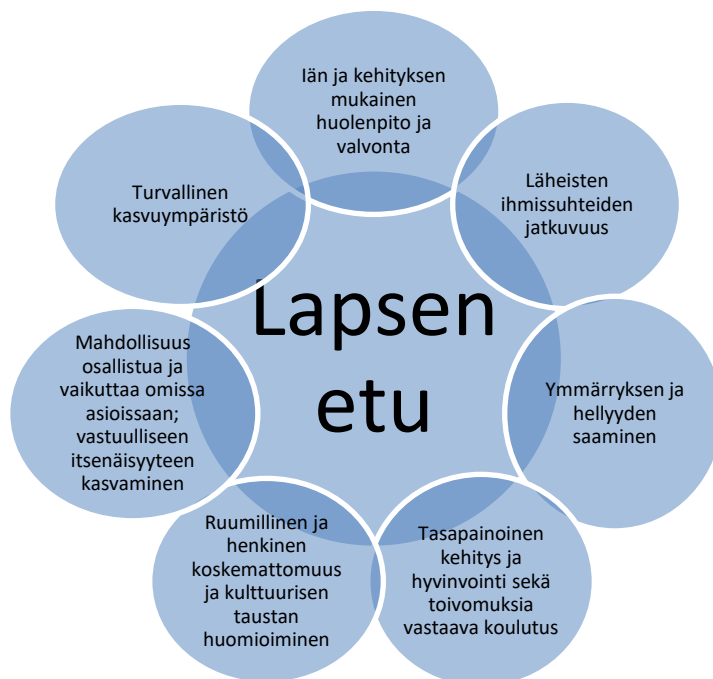 Iän ja kehityksen
mukainen
huolenpito ja
valvonta
Läheisten
ihmissuhteiden
jatkuvuus
Ymmärryksen ja
hellyyden
saaminen
Tasapainoinen
kehitys ja
hyvinvointi sekä
toivomuksia
vastaava koulutus
Ruumillinen ja
henkinen
koskemattomuus
ja kulttuurisen
taustan
huomioiminen
Mahdollisuus
osallistua ja
vaikuttaa omissa
asioissaan;
vastuulliseen
itsenäisyyteen
kasvaminen
Turvallinen
kasvuympäristö
Lapsen
etu